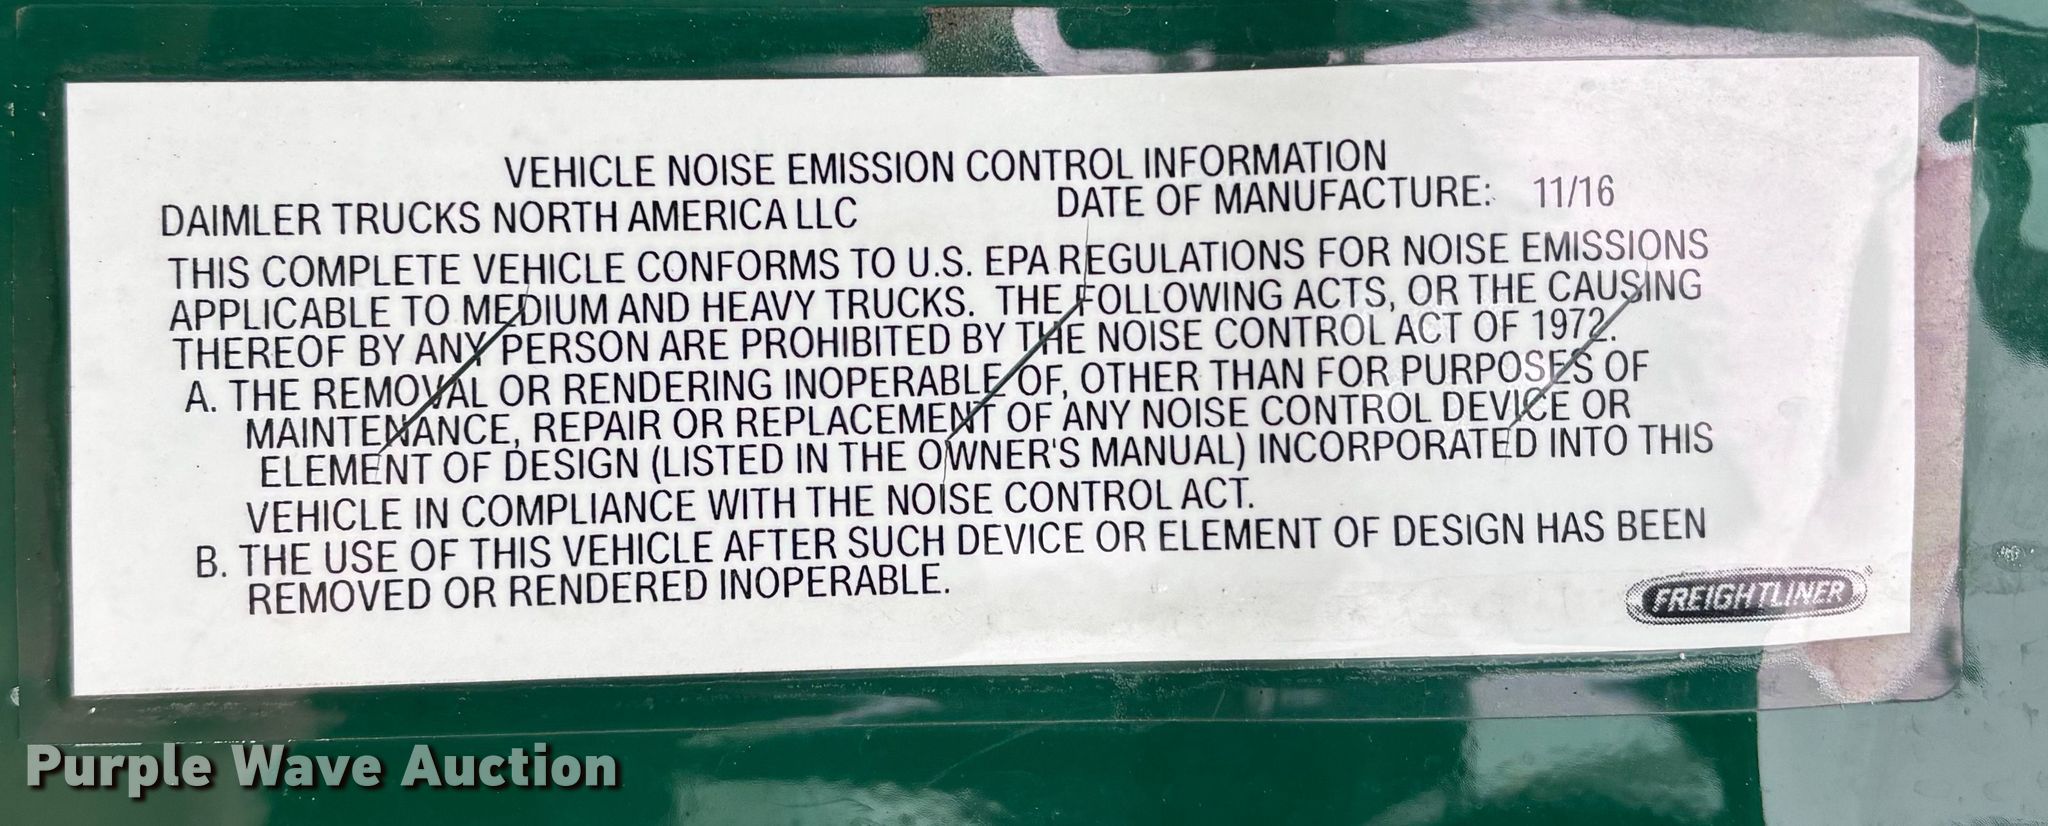 VEHICLE NOISE EMISSION CONTROL INFORMATION
DAIMLER TRUCKS NORTH AMERICA LLC DATE OF MANUFACTURE: 11/16
THIS COMPLETE VEHICLE CONFORMS TO U.S. EPA REGULATIONS FOR NOISE EMISSIONS
APPLICABLE TO MEDIUM AND HEAVY TRUCKS. THE FOLLOWING ACTS, OR THE CAUSING
THEREOF BY ANY PERSON ARE PROHIBITED BY THE NOISE CONTROL ACT OF 1972.
A. THE REMOVAL OR RENDERING INOPERABLE OF, OTHER THAN FOR PURPOSES OF
MAINTENANCE, REPAIR OR REPLACEMENT OF ANY NOISE CONTROL DEVICE OR
ELEMENT OF DESIGN (LISTED IN THE OWNER'S MANUAL) INCORPORATED INTO THIS
VEHICLE IN COMPLIANCE WITH THE NOISE CONTROL ACT.
B. THE USE OF THIS VEHICLE AFTER SUCH DEVICE OR ELEMENT OF DESIGN HAS BEEN
REMOVED OR RENDERED INOPERABLE.
FREIGHTLINER®
Purple Wave Auction